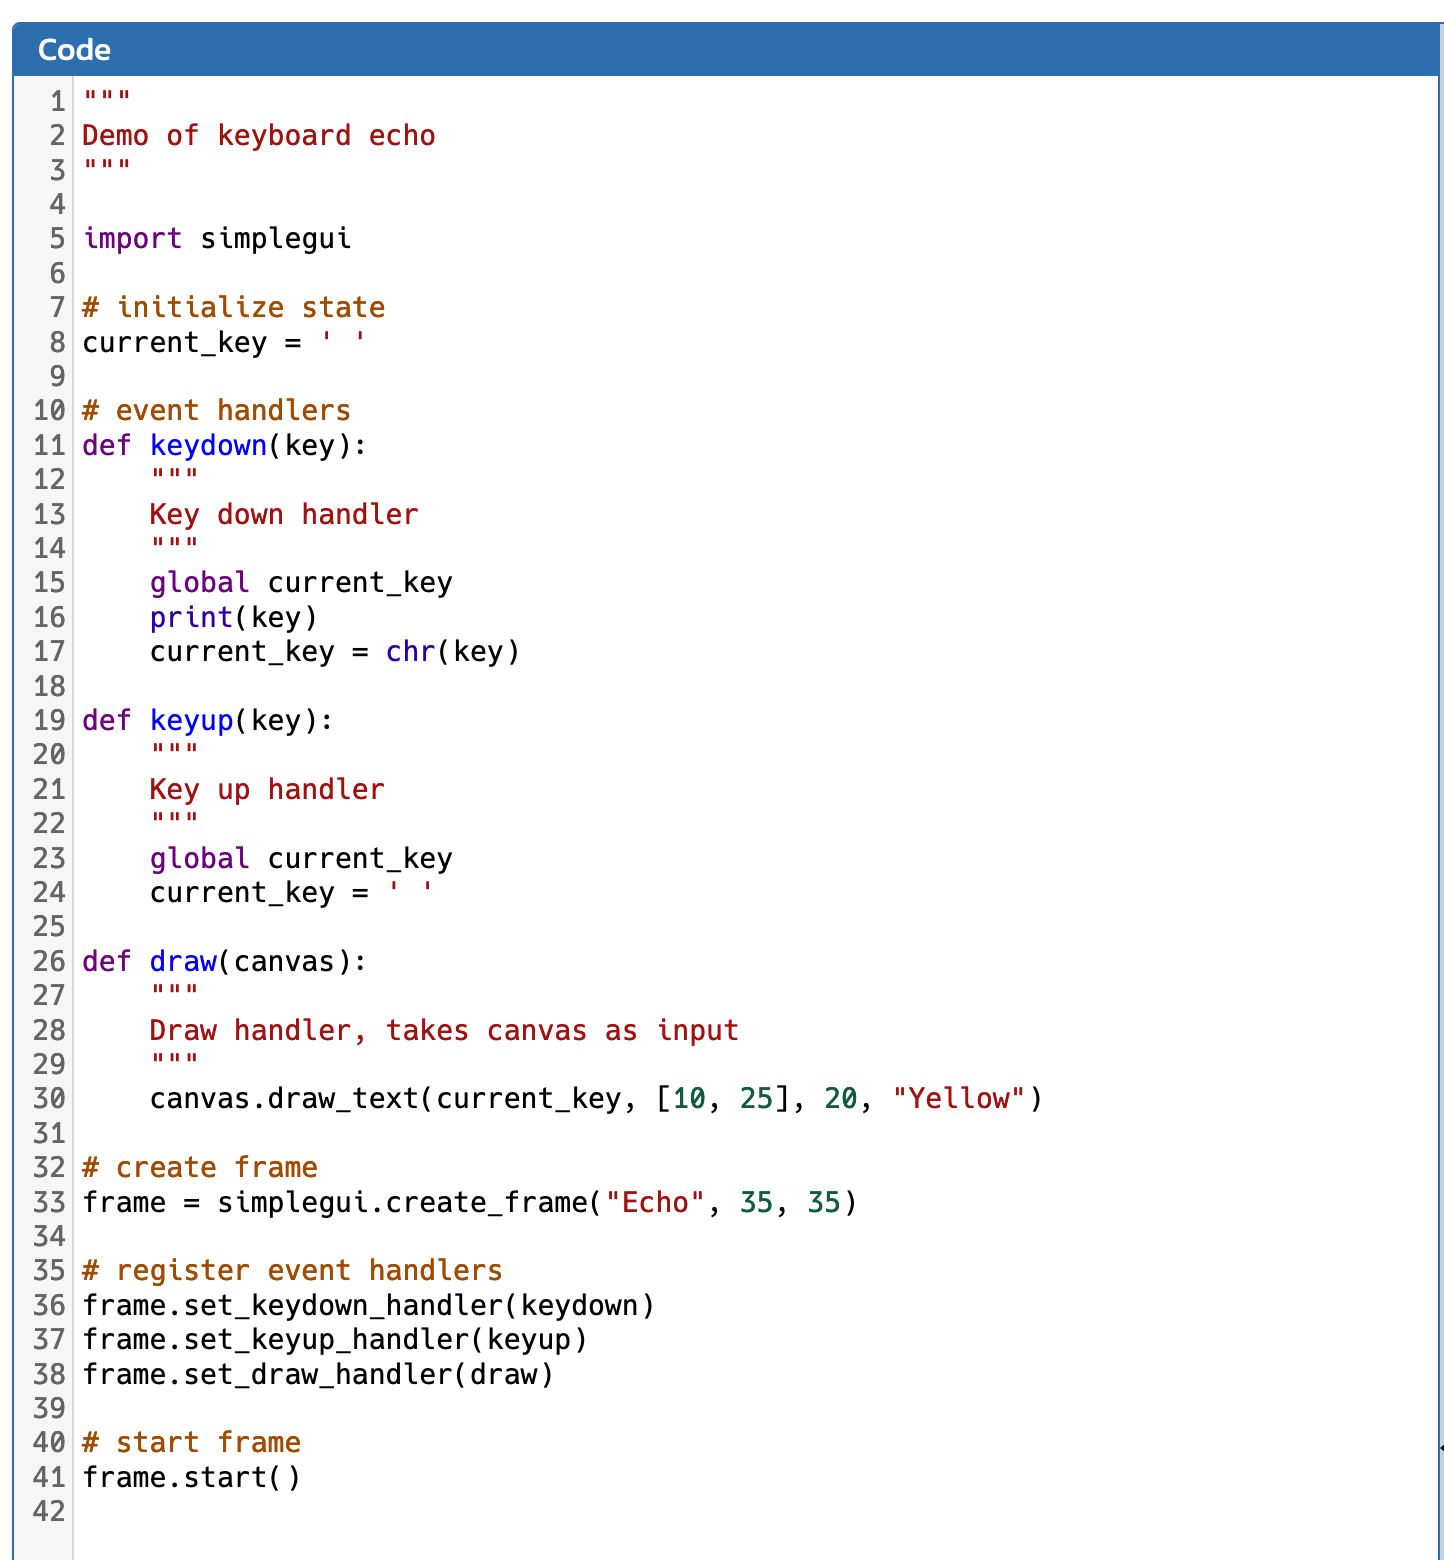 Code
1 """
2 Demo of keyboard echo
3 """
4
5 import simplegui
6
7 # initialize state
8 current_key = ' '
9
10 # event handlers
11 def keydown(key):
12     """
13     Key down handler
14     """
15     global current_key
16     print(key)
17     current_key = chr(key)
18
19 def keyup(key):
20     """
21     Key up handler
22     """
23     global current_key
24     current_key = ' '
25
26 def draw(canvas):
27     """
28     Draw handler, takes canvas as input
29     """
30     canvas.draw_text(current_key, [10, 25], 20, "Yellow")
31
32 # create frame
33 frame = simplegui.create_frame("Echo", 35, 35)
34
35 # register event handlers
36 frame.set_keydown_handler(keydown)
37 frame.set_keyup_handler(keyup)
38 frame.set_draw_handler(draw)
39
40 # start frame
41 frame.start()
42